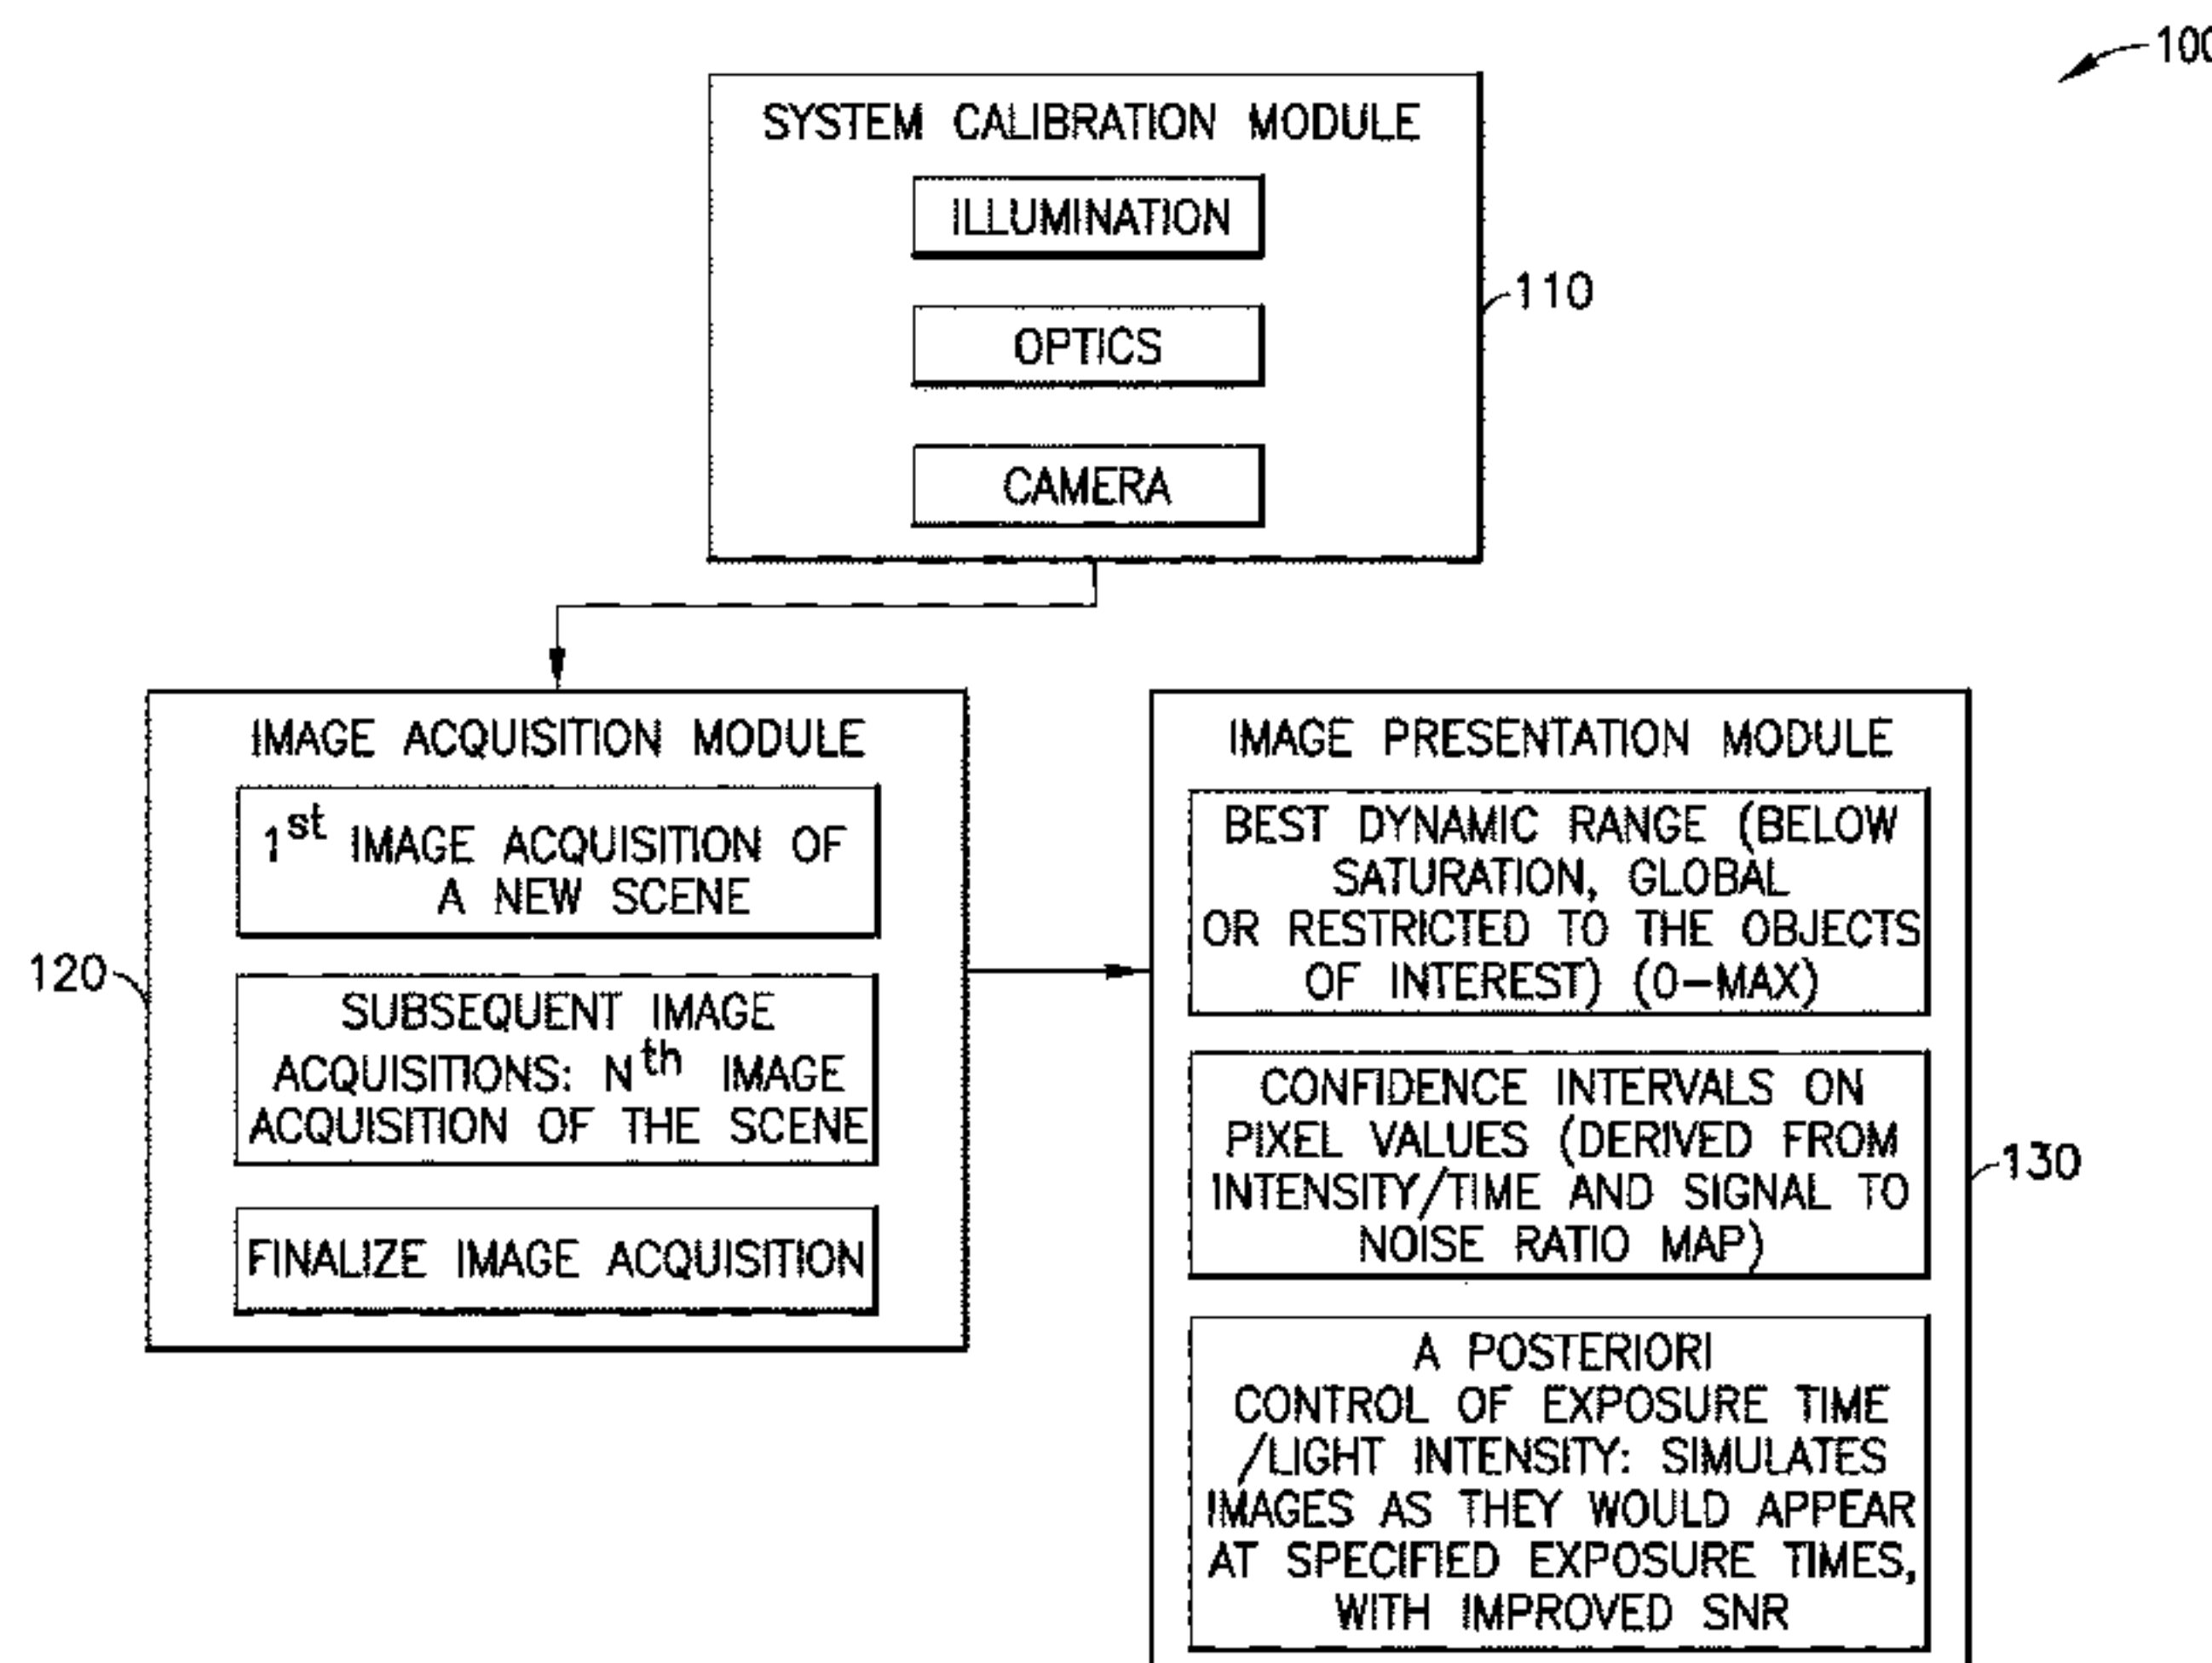 100
SYSTEM CALIBRATION MODULE
ILLUMINATION
OPTICS
CAMERA
110
IMAGE ACQUISITION MODULE
1st IMAGE ACQUISITION OF
A NEW SCENE
SUBSEQUENT IMAGE
ACQUISITIONS: Nth IMAGE
ACQUISITION OF THE SCENE
FINALIZE IMAGE ACQUISITION
120
IMAGE PRESENTATION MODULE
BEST DYNAMIC RANGE (BELOW
SATURATION, GLOBAL
OR RESTRICTED TO THE OBJECTS
OF INTEREST) (0-MAX)
CONFIDENCE INTERVALS ON
PIXEL VALUES (DERIVED FROM
INTENSITY/TIME AND SIGNAL TO
NOISE RATIO MAP)
A POSTERIORI
CONTROL OF EXPOSURE TIME
/LIGHT INTENSITY: SIMULATES
IMAGES AS THEY WOULD APPEAR
AT SPECIFIED EXPOSURE TIMES,
WITH IMPROVED SNR
130